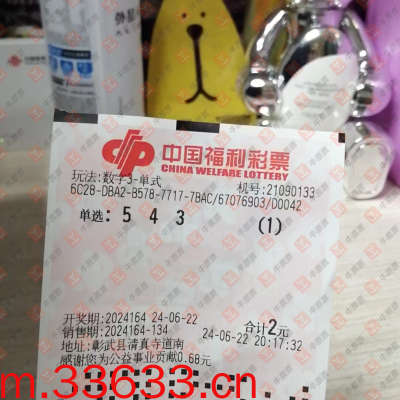 中国福利彩票
CHINA WELFARE LOTTERY
玩法:数字3-单式 机号:21090133
6C28-DBA2-B578-7717-7BAC/67076903/D0042
单选: 5 4 3 (1)
开奖期:2024164 24-06-22 合计2元
销售期:2024164-134 24-06-22 20:17:32
地址:彰武县清真寺道南
感谢您为公益事业贡献0.68元
m.33633.cn